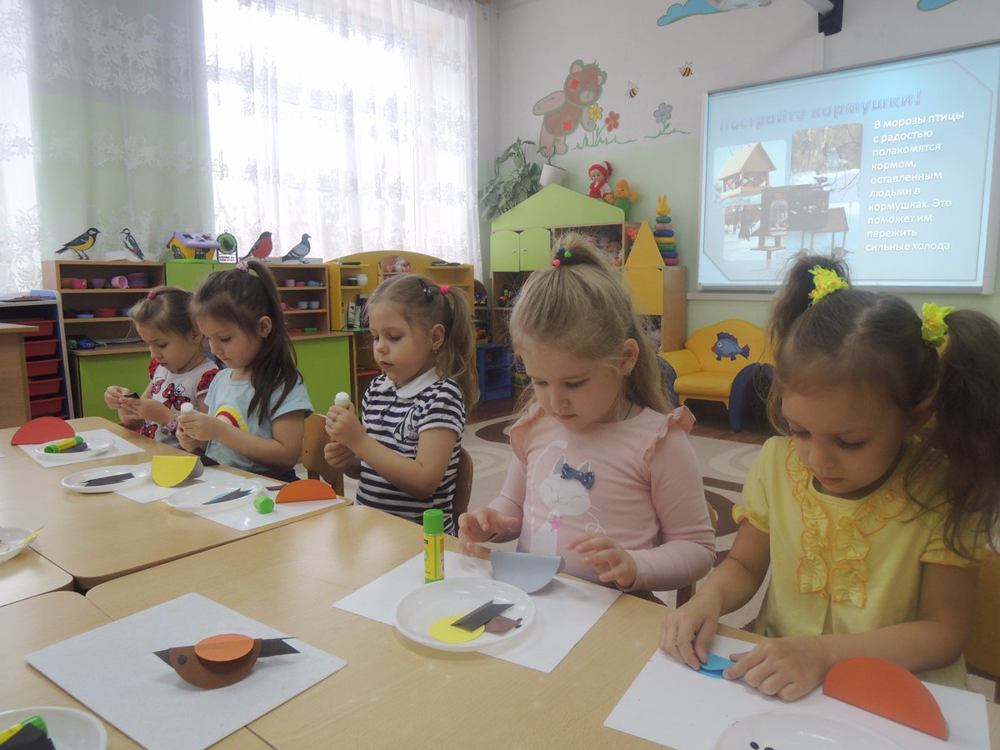 Постройте кормушки!
В морозы птицы
с радостью
полакомятся
кормом,
оставленным
людьми в
кормушках. Это
поможет им
пережить
сильные холода.